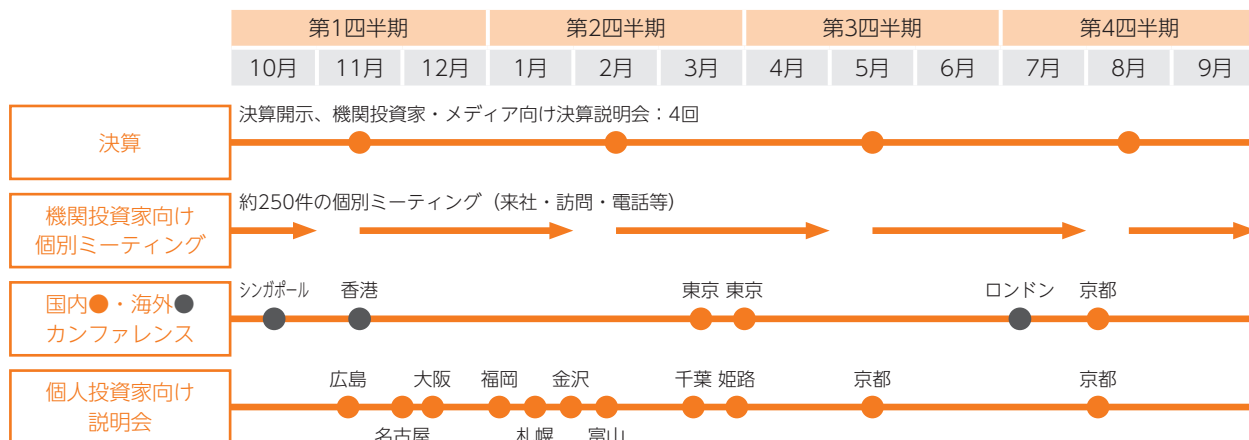 第1四半期 第2四半期 第3四半期 第4四半期
10月 11月 12月 1月 2月 3月 4月 5月 6月 7月 8月 9月
決算
決算開示、機関投資家・メディア向け決算説明会：4回
機関投資家向け
個別ミーティング
約250件の個別ミーティング（来社・訪問・電話等）
国内●・海外●
カンファレンス
シンガポール 香港 東京 東京 ロンドン 京都
個人投資家向け
説明会
広島 大阪 福岡 金沢 千葉 姫路 京都 京都
名古屋 札幌 富山